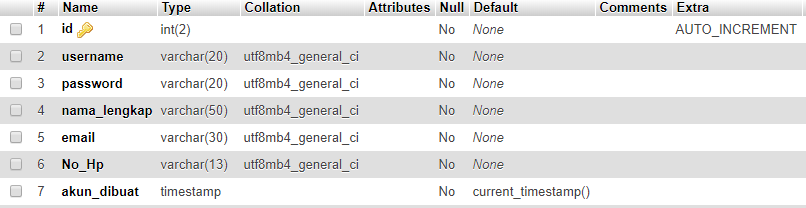 # Name Type Collation Attributes Null Default Comments Extra
1 id int(2) No None AUTO_INCREMENT
2 username varchar(20) utf8mb4_general_ci No None
3 password varchar(20) utf8mb4_general_ci No None
4 nama_lengkap varchar(50) utf8mb4_general_ci No None
5 email varchar(30) utf8mb4_general_ci No None
6 No_Hp varchar(13) utf8mb4_general_ci No None
7 akun_dibuat timestamp No current_timestamp()